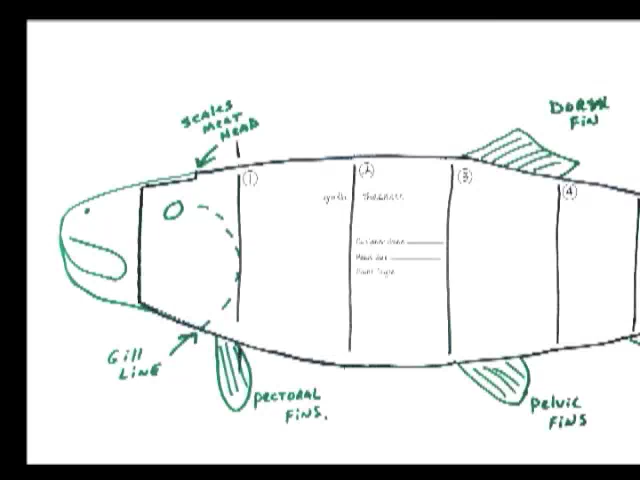 SCALES
MEAT
HEAD
DORSAL
FIN
1
2
3
4
Gill
LINE
PECTORAL
FINS.
pelvic
FINS